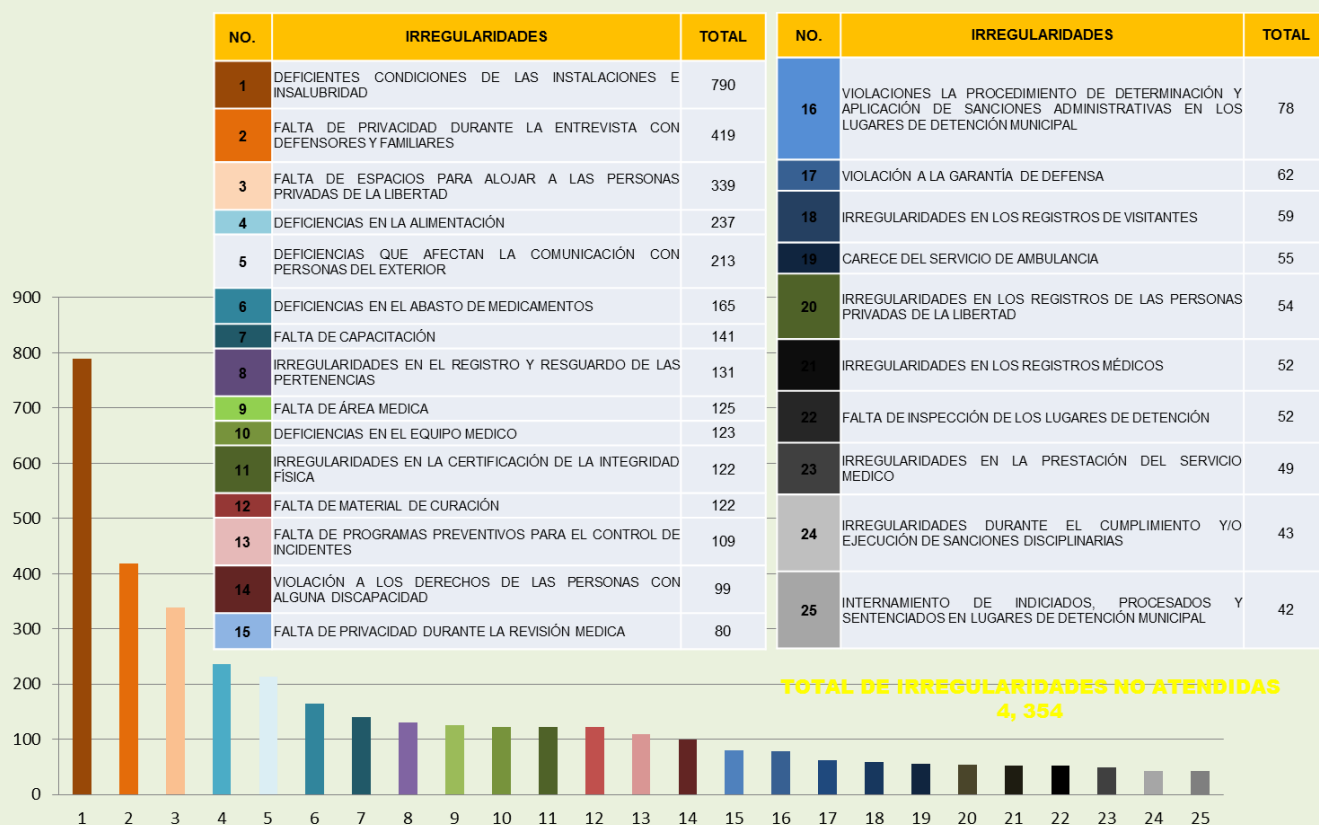 NO. IRREGULARIDADES TOTAL
1 DEFICIENTES CONDICIONES DE LAS INSTALACIONES E
INSALUBRIDAD 790
2 FALTA DE PRIVACIDAD DURANTE LA ENTREVISTA CON
DEFENSORES Y FAMILIARES 419
3 FALTA DE ESPACIOS PARA ALOJAR A LAS PERSONAS
PRIVADAS DE LA LIBERTAD 339
4 DEFICIENCIAS EN LA ALIMENTACIÓN 237
5 DEFICIENCIAS QUE AFECTAN LA COMUNICACIÓN CON
PERSONAS DEL EXTERIOR 213
6 DEFICIENCIAS EN EL ABASTO DE MEDICAMENTOS 165
7 FALTA DE CAPACITACIÓN 141
8 IRREGULARIDADES EN EL REGISTRO Y RESGUARDO DE LAS
PERTENENCIAS 131
9 FALTA DE ÁREA MEDICA 125
10 DEFICIENCIAS EN EL EQUIPO MEDICO 123
11 IRREGULARIDADES EN LA CERTIFICACIÓN DE LA INTEGRIDAD
FÍSICA 122
12 FALTA DE MATERIAL DE CURACIÓN 122
13 FALTA DE PROGRAMAS PREVENTIVOS PARA EL CONTROL DE
INCIDENTES 109
14 VIOLACIÓN A LOS DERECHOS DE LAS PERSONAS CON
ALGUNA DISCAPACIDAD 99
15 FALTA DE PRIVACIDAD DURANTE LA REVISIÓN MEDICA 80
NO. IRREGULARIDADES TOTAL
16 VIOLACIONES LA PROCEDIMIENTO DE DETERMINACIÓN Y
APLICACIÓN DE SANCIONES ADMINISTRATIVAS EN LOS
LUGARES DE DETENCIÓN MUNICIPAL 78
17 VIOLACIÓN A LA GARANTÍA DE DEFENSA 62
18 IRREGULARIDADES EN LOS REGISTROS DE VISITANTES 59
19 CARECE DEL SERVICIO DE AMBULANCIA 55
20 IRREGULARIDADES EN LOS REGISTROS DE LAS PERSONAS
PRIVADAS DE LA LIBERTAD 54
21 IRREGULARIDADES EN LOS REGISTROS MÉDICOS 52
22 FALTA DE INSPECCIÓN DE LOS LUGARES DE DETENCIÓN 52
23 IRREGULARIDADES EN LA PRESTACIÓN DEL SERVICIO
MEDICO 49
24 IRREGULARIDADES DURANTE EL CUMPLIMIENTO Y/O
EJECUCIÓN DE SANCIONES DISCIPLINARIAS 43
25 INTERNAMIENTO DE INDICIADOS, PROCESADOS Y
SENTENCIADOS EN LUGARES DE DETENCIÓN MUNICIPAL 42
TOTAL DE IRREGULARIDADES NO ATENDIDAS
4, 354
900
800
700
600
500
400
300
200
100
0
1 2 3 4 5 6 7 8 9 10 11 12 13 14 15 16 17 18 19 20 21 22 23 24 25